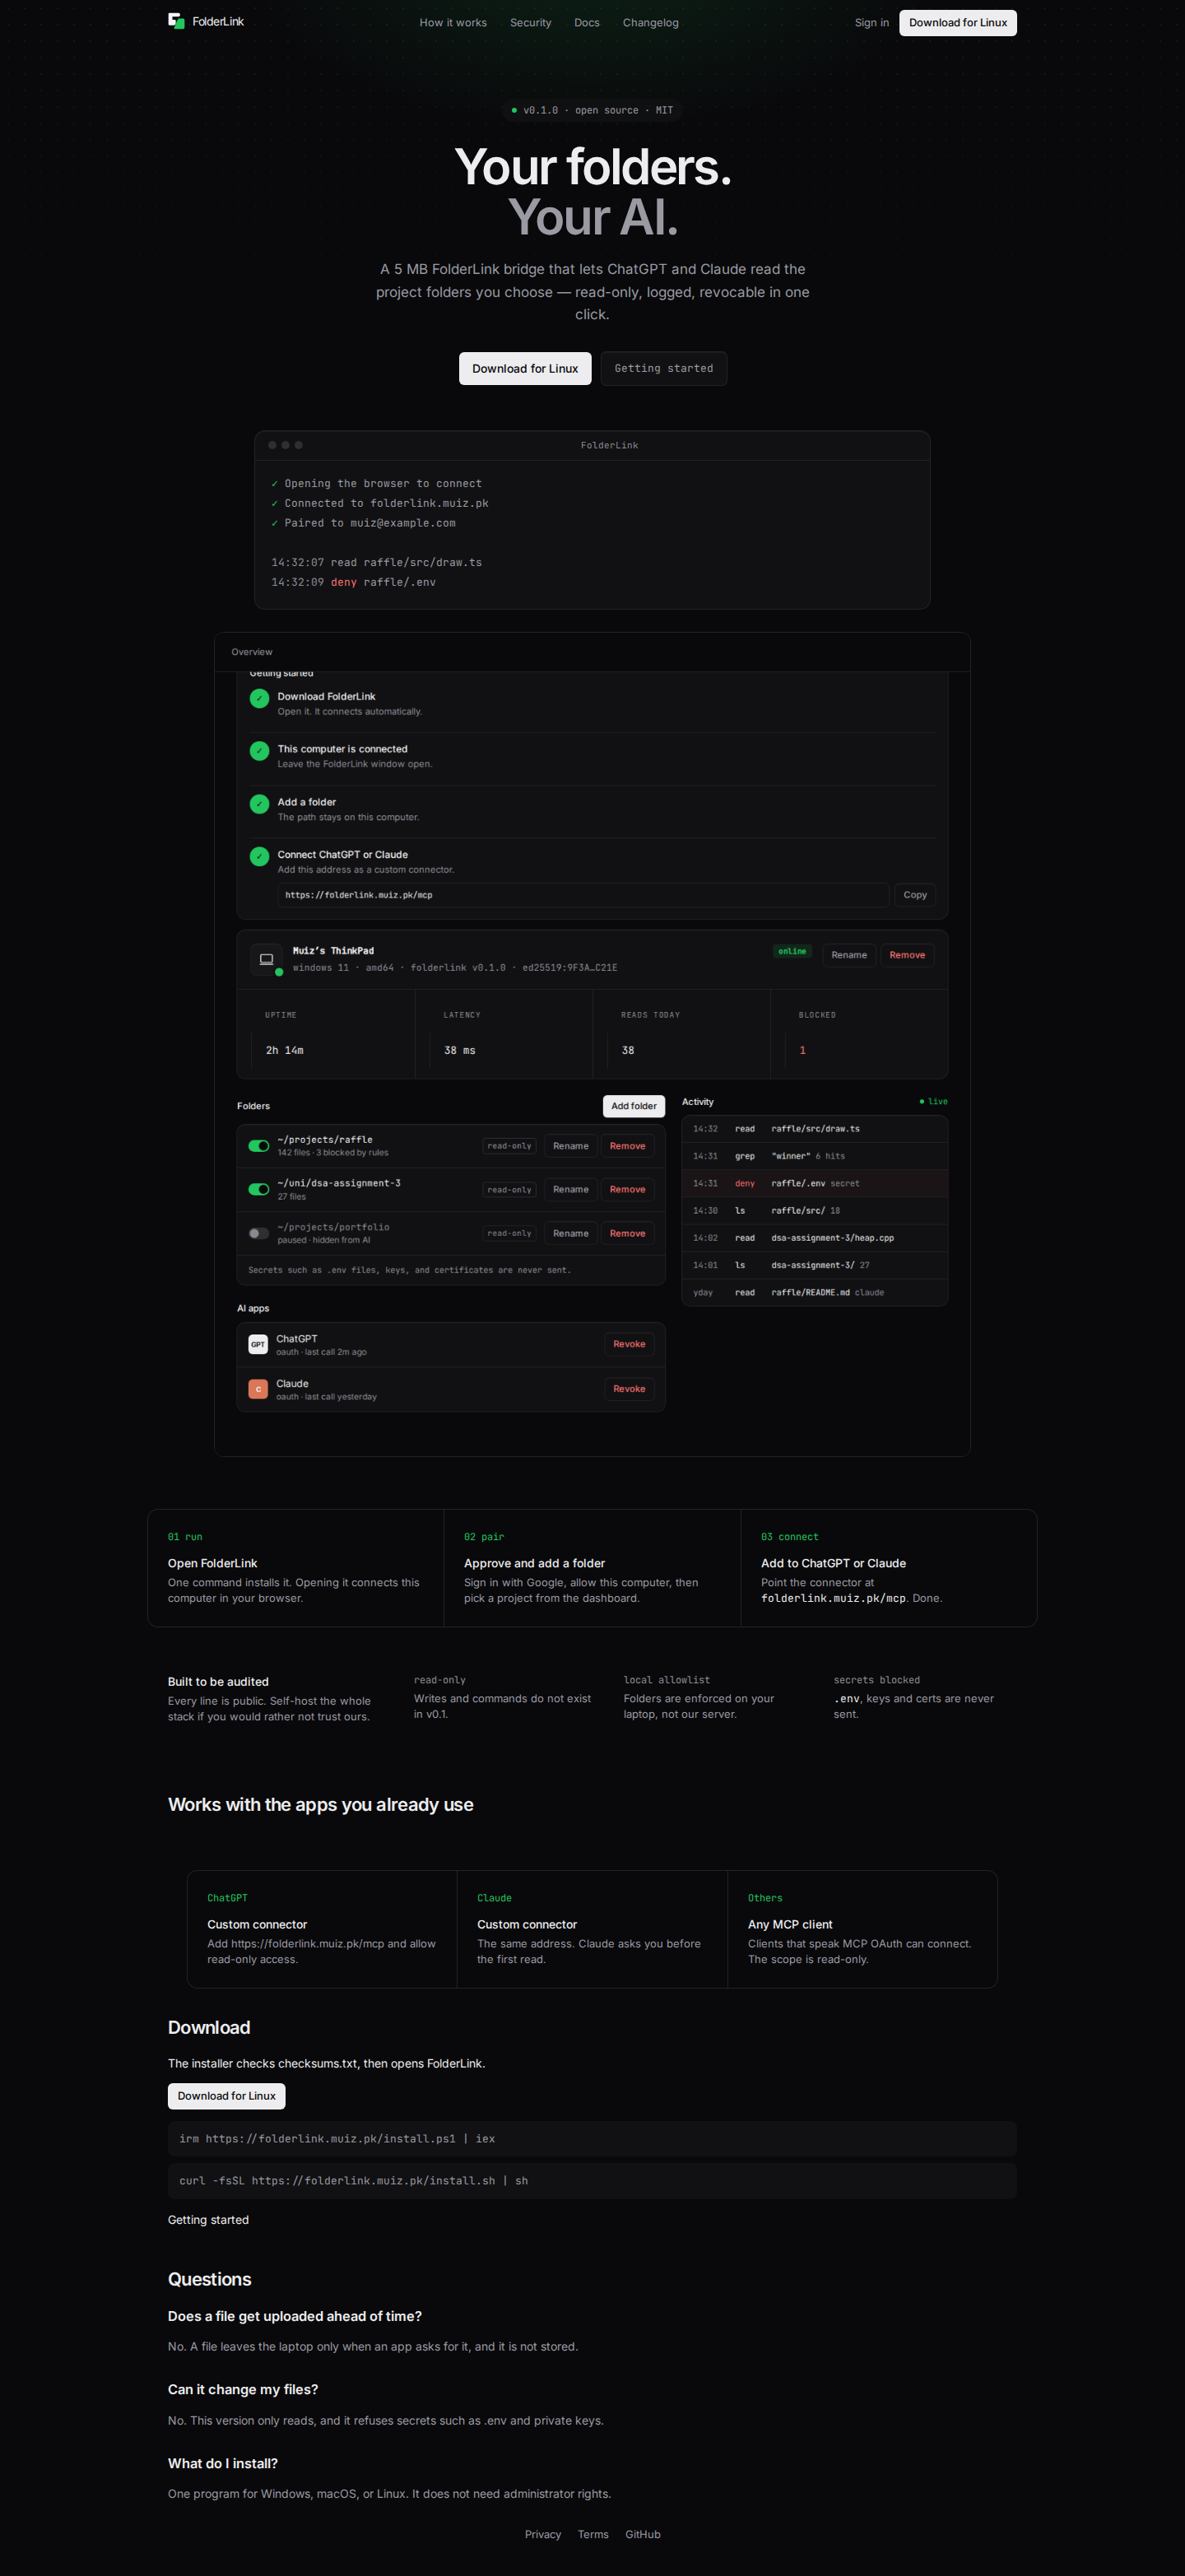 FolderLink
How it works
Security
Docs
Changelog
Sign in
Download for Linux
v0.1.0 · open source · MIT
Your folders.
Your AI.
A 5 MB FolderLink bridge that lets ChatGPT and Claude read the
project folders you choose — read-only, logged, revocable in one
click.
Download for Linux
Getting started
FolderLink
✓ Opening the browser to connect
✓ Connected to folderlink.muiz.pk
✓ Paired to muiz@example.com
14:32:07 read raffle/src/draw.ts
14:32:09 deny raffle/.env
Overview
Getting started
✓ Download FolderLink
Open it. It connects automatically.
✓ This computer is connected
Leave the FolderLink window open.
✓ Add a folder
The path stays on this computer.
✓ Connect ChatGPT or Claude
Add this address as a custom connector.
https://folderlink.muiz.pk/mcp
Copy
Muiz’s ThinkPad
windows 11 · amd64 · folderlink v0.1.0 · ed25519:9F3A…C21E
online
Rename
Remove
UPTIME
2h 14m
LATENCY
38 ms
READS TODAY
38
BLOCKED
1
Folders
Add folder
~/projects/raffle
142 files · 3 blocked by rules
read-only
Rename
Remove
~/uni/dsa-assignment-3
27 files
read-only
Rename
Remove
~/projects/portfolio
paused · hidden from AI
read-only
Rename
Remove
Secrets such as .env files, keys, and certificates are never sent.
AI apps
GPT
ChatGPT
oauth · last call 2m ago
Revoke
C
Claude
oauth · last call yesterday
Revoke
Activity
live
14:32 read raffle/src/draw.ts
14:31 grep "winner" 6 hits
14:31 deny raffle/.env secret
14:30 ls raffle/src/ 18
14:02 read dsa-assignment-3/heap.cpp
14:01 ls dsa-assignment-3/ 27
yday read raffle/README.md claude
01 run
Open FolderLink
One command installs it. Opening it connects this
computer in your browser.
02 pair
Approve and add a folder
Sign in with Google, allow this computer, then
pick a project from the dashboard.
03 connect
Add to ChatGPT or Claude
Point the connector at
folderlink.muiz.pk/mcp. Done.
Built to be audited
Every line is public. Self-host the whole
stack if you would rather not trust ours.
read-only
Writes and commands do not exist
in v0.1.
local allowlist
Folders are enforced on your
laptop, not our server.
secrets blocked
.env, keys and certs are never
sent.
Works with the apps you already use
ChatGPT
Custom connector
Add https://folderlink.muiz.pk/mcp and allow
read-only access.
Claude
Custom connector
The same address. Claude asks you before
the first read.
Others
Any MCP client
Clients that speak MCP OAuth can connect.
The scope is read-only.
Download
The installer checks checksums.txt, then opens FolderLink.
Download for Linux
irm https://folderlink.muiz.pk/install.ps1 | iex
curl -fsSL https://folderlink.muiz.pk/install.sh | sh
Getting started
Questions
Does a file get uploaded ahead of time?
No. A file leaves the laptop only when an app asks for it, and it is not stored.
Can it change my files?
No. This version only reads, and it refuses secrets such as .env and private keys.
What do I install?
One program for Windows, macOS, or Linux. It does not need administrator rights.
Privacy
Terms
GitHub